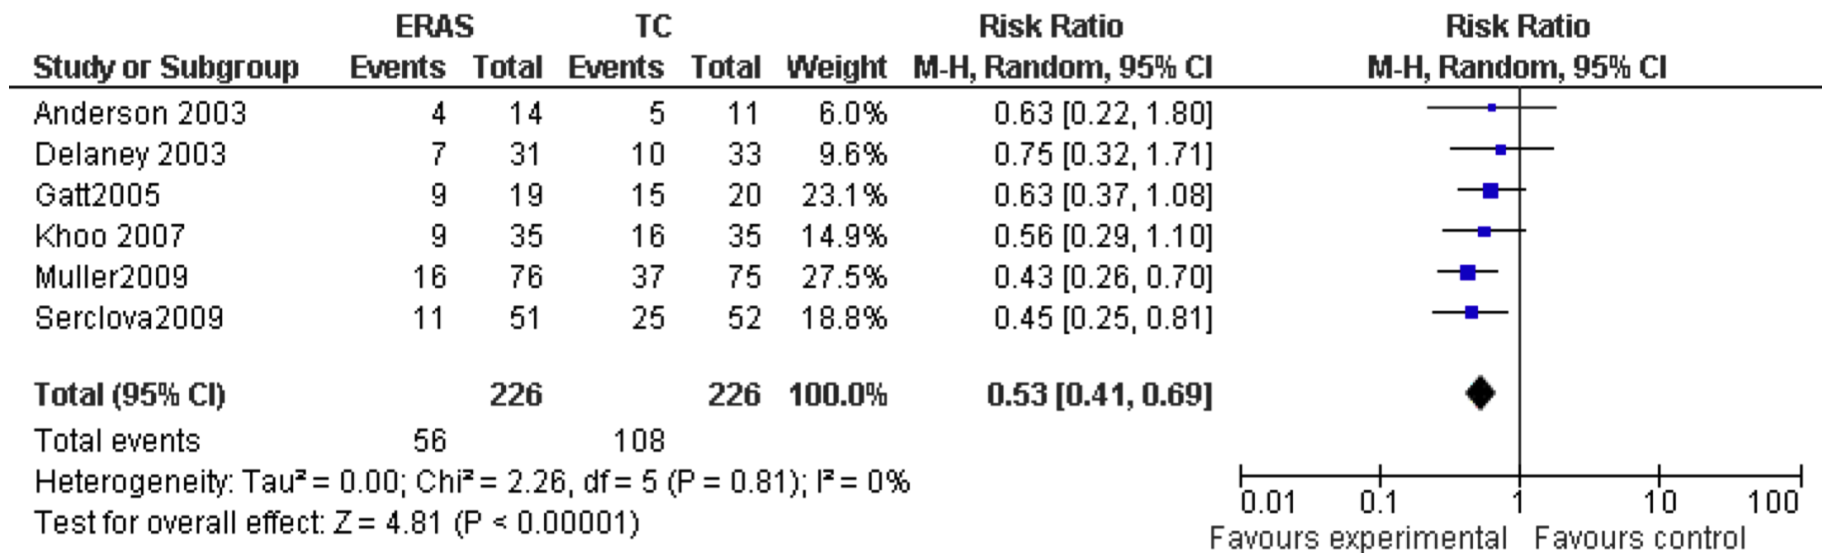 ERAS TC Risk Ratio Risk Ratio
Study or Subgroup Events Total Events Total Weight M-H, Random, 95% CI M-H, Random, 95% CI
Anderson 2003 4 14 5 11 6.0% 0.63 [0.22, 1.80]
Delaney 2003 7 31 10 33 9.6% 0.75 [0.32, 1.71]
Gatt2005 9 19 15 20 23.1% 0.63 [0.37, 1.08]
Khoo 2007 9 35 16 35 14.9% 0.56 [0.29, 1.10]
Muller2009 16 76 37 75 27.5% 0.43 [0.26, 0.70]
Serclova2009 11 51 25 52 18.8% 0.45 [0.25, 0.81]
Total (95% CI) 226 226 100.0% 0.53 [0.41, 0.69]
Total events 56 108
Heterogeneity: Tau² = 0.00; Chi² = 2.26, df = 5 (P = 0.81); I² = 0%
Test for overall effect: Z = 4.81 (P < 0.00001)
0.01 0.1 1 10 100
Favours experimental Favours control